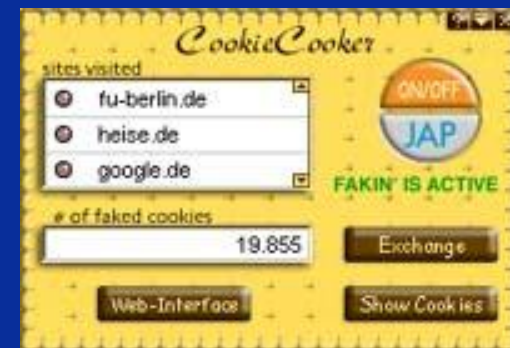 CookieCooker
sites visited
fu-berlin.de
heise.de
google.de
ON/OFF
JAP
FAKIN' IS ACTIVE
# of faked cookies
19.855
Exchange
Web-Interface
Show Cookies